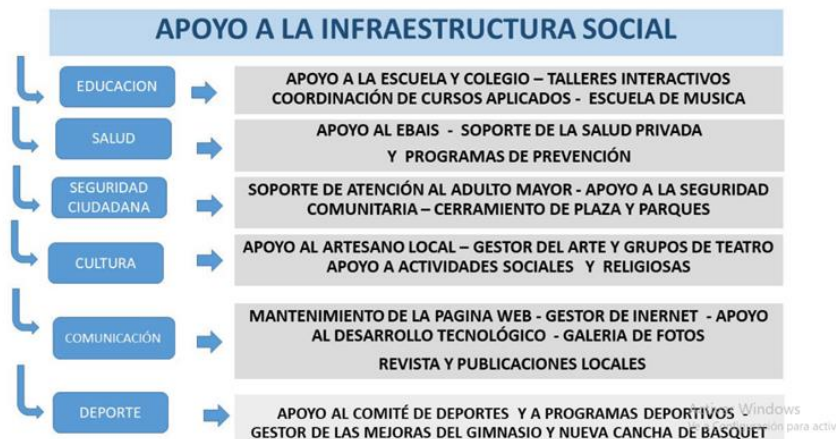 APOYO A LA INFRAESTRUCTURA SOCIAL
EDUCACION
APOYO A LA ESCUELA Y COLEGIO – TALLERES INTERACTIVOS
COORDINACIÓN DE CURSOS APLICADOS - ESCUELA DE MUSICA
SALUD
APOYO AL EBAIS - SOPORTE DE LA SALUD PRIVADA
Y PROGRAMAS DE PREVENCIÓN
SEGURIDAD
CIUDADANA
SOPORTE DE ATENCIÓN AL ADULTO MAYOR - APOYO A LA SEGURIDAD
COMUNITARIA – CERRAMIENTO DE PLAZA Y PARQUES
CULTURA
APOYO AL ARTESANO LOCAL – GESTOR DEL ARTE Y GRUPOS DE TEATRO
APOYO A ACTIVIDADES SOCIALES Y RELIGIOSAS
COMUNICACIÓN
MANTENIMIENTO DE LA PAGINA WEB - GESTOR DE INERNET - APOYO
AL DESARROLLO TECNOLÓGICO - GALERIA DE FOTOS
REVISTA Y PUBLICACIONES LOCALES
DEPORTE
APOYO AL COMITÉ DE DEPORTES Y A PROGRAMAS DEPORTIVOS -
GESTOR DE LAS MEJORAS DEL GIMNASIO Y NUEVA CANCHA DE BASQUET
Activar Windows
Ve a Configuración para activ